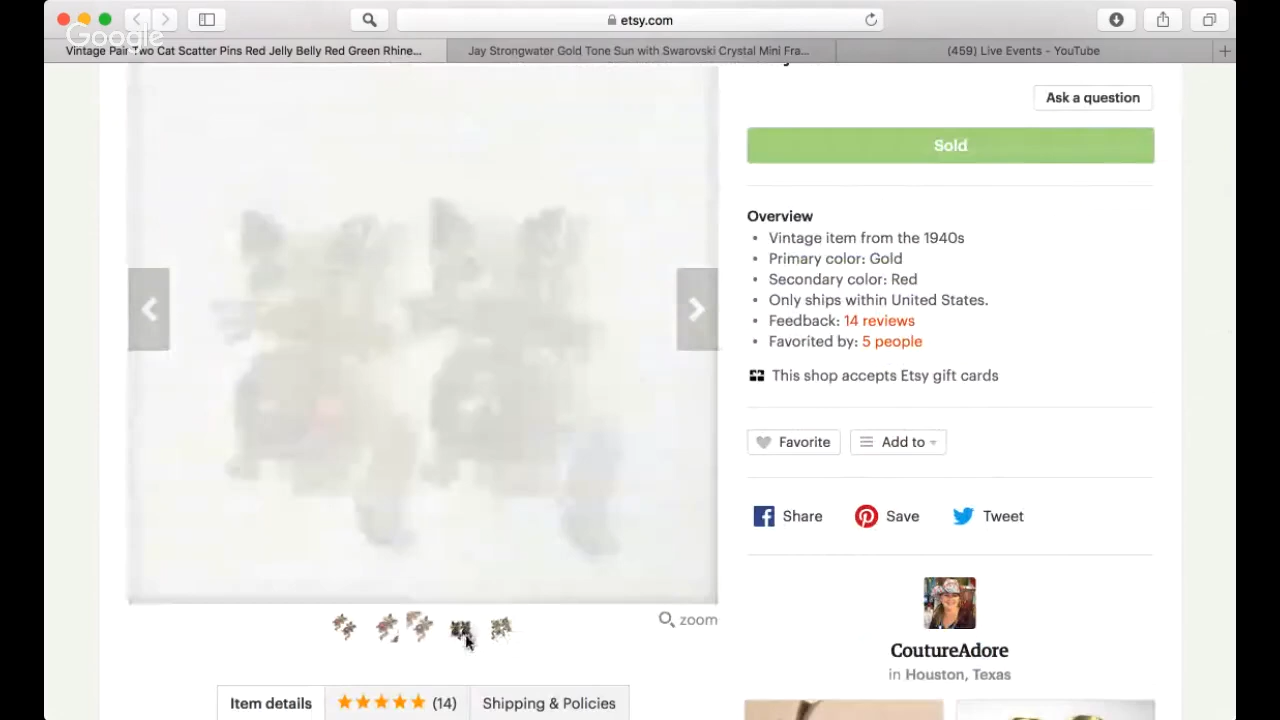 etsy.com
Google
Vintage Pair Two Cat Scatter Pins Red Jelly Belly Red Green Rhine...
Jay Strongwater Gold Tone Sun with Swarovski Crystal Mini Fra...
(459) Live Events - YouTube
Ask a question
Sold
Overview
• Vintage item from the 1940s
• Primary color: Gold
• Secondary color: Red
• Only ships within United States.
• Feedback: 14 reviews
• Favorited by: 5 people
This shop accepts Etsy gift cards
Favorite
Add to
Share
Save
Tweet
zoom
CoutureAdore
in Houston, Texas
Item details
(14)
Shipping & Policies